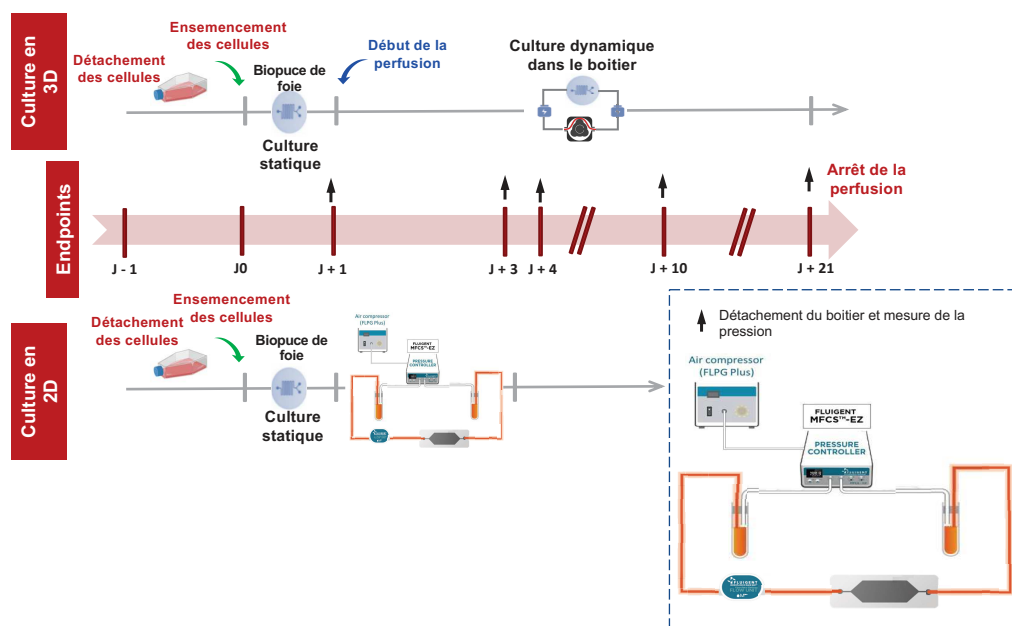 Culture en
3D
Ensemencement
des cellules
Détachement
des cellules
Biopuce de
foie
Culture
statique
Début de la
perfusion
Culture dynamique
dans le boitier
Endpoints
Arrêt de la
perfusion
J - 1
J0
J + 1
J + 3
J + 4
J + 10
J + 21
Culture en
2D
Ensemencement
des cellules
Détachement
des cellules
Biopuce de
foie
Culture
statique
Air compressor
(FLPG Plus)
FLUIGENT
MFCS™-EZ
PRESSURE
CONTROLLER
Détachement du boitier et mesure de la
pression
Air compressor
(FLPG Plus)
FLUIGENT
MFCS™-EZ
PRESSURE
CONTROLLER
FLUIGENT
FLOW UNIT